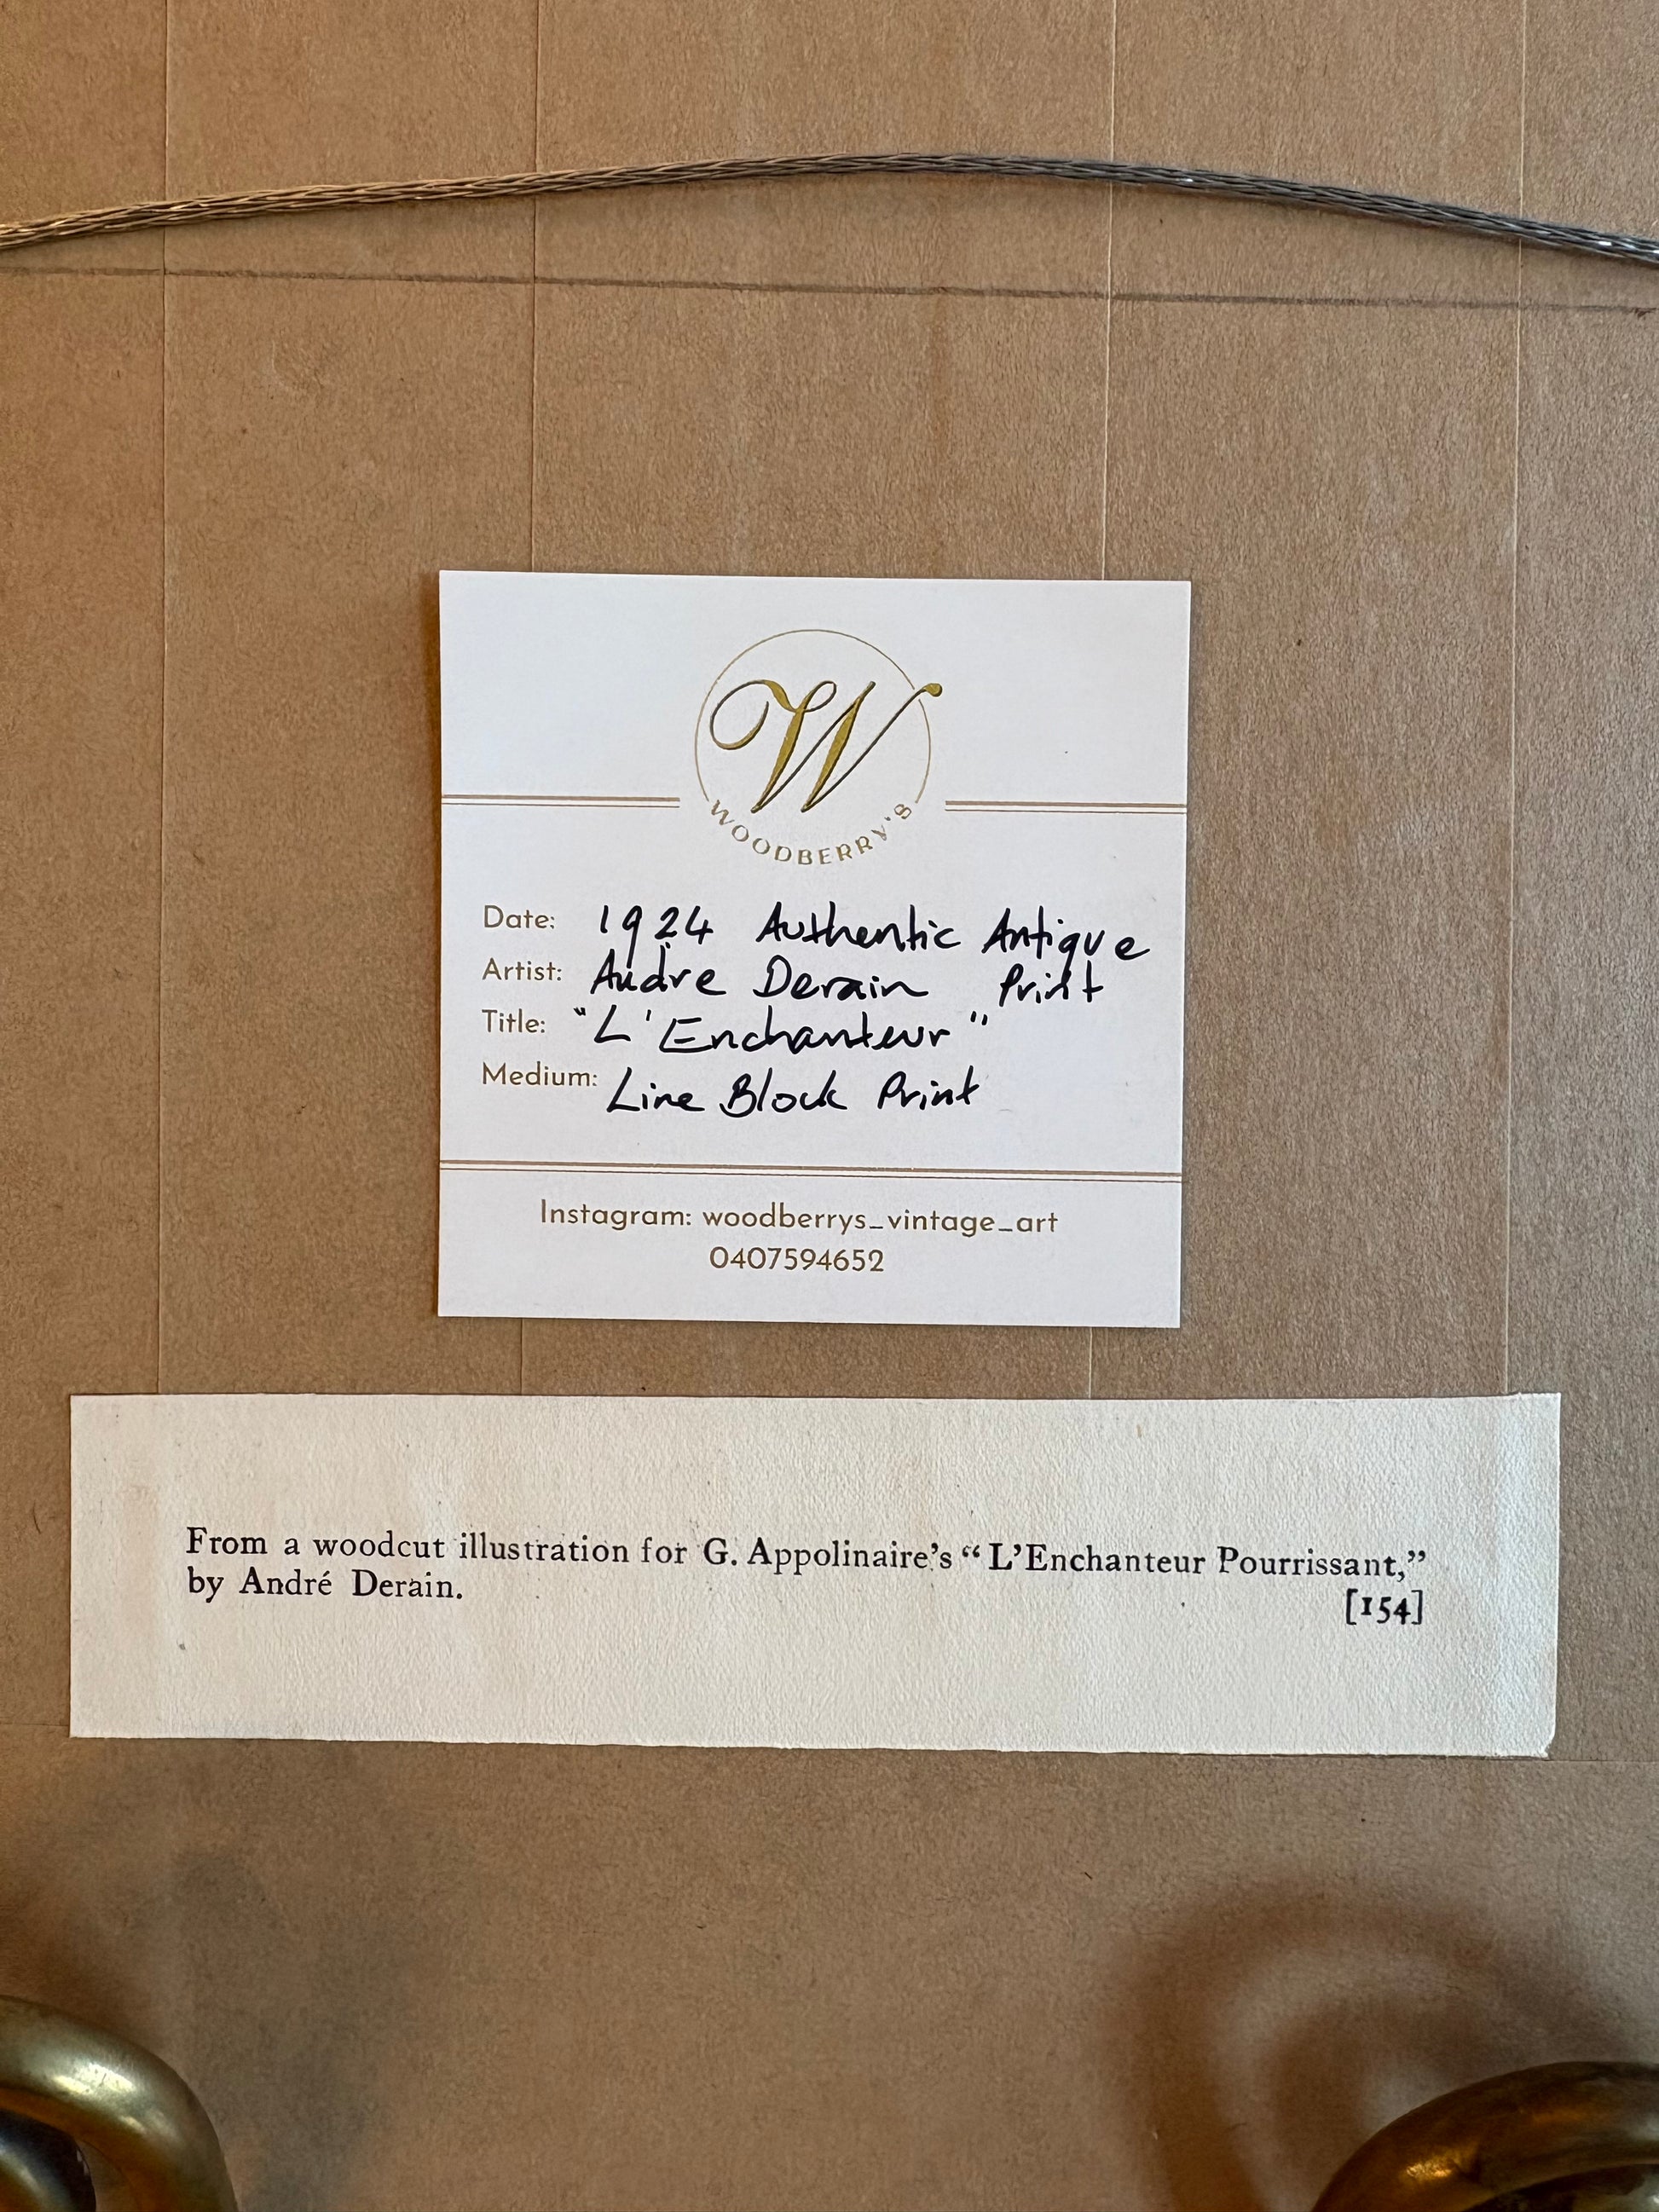 W
WOODBERRY'S
Date: 1924 Authentic Antique
Artist: Andre Derain Print
Title: "L'Enchanteur"
Medium: Line Block Print
Instagram: woodberrys_vintage_art
0407594652
From a woodcut illustration for G. Appolinaire's “L'Enchanteur Pourrissant,”
by André Derain.
[154]